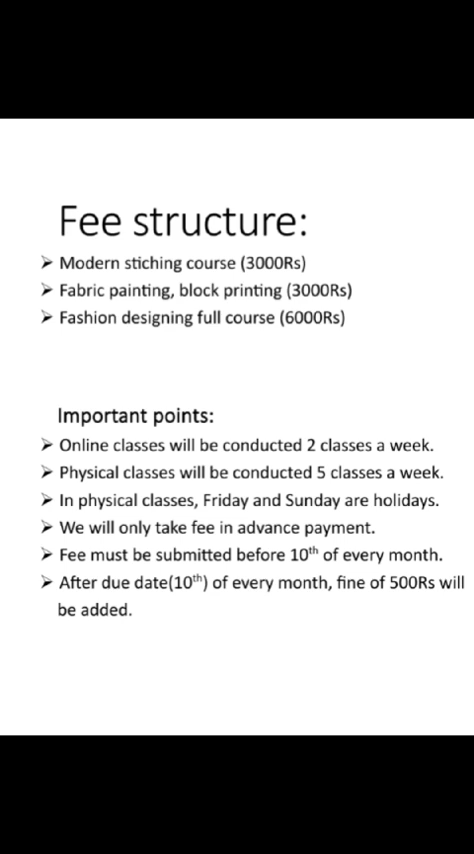 Fee structure:
➢ Modern stiching course (3000Rs)
➢ Fabric painting, block printing (3000Rs)
➢ Fashion designing full course (6000Rs)
Important points:
➢ Online classes will be conducted 2 classes a week.
➢ Physical classes will be conducted 5 classes a week.
➢ In physical classes, Friday and Sunday are holidays.
➢ We will only take fee in advance payment.
➢ Fee must be submitted before 10th of every month.
➢ After due date(10th) of every month, fine of 500Rs will
be added.